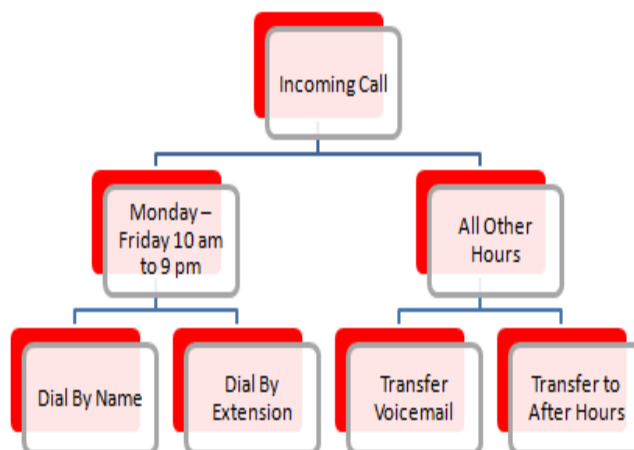 Incoming Call
Monday –
Friday 10 am
to 9 pm
All Other
Hours
Dial By Name
Dial By
Extension
Transfer
Voicemail
Transfer to
After Hours